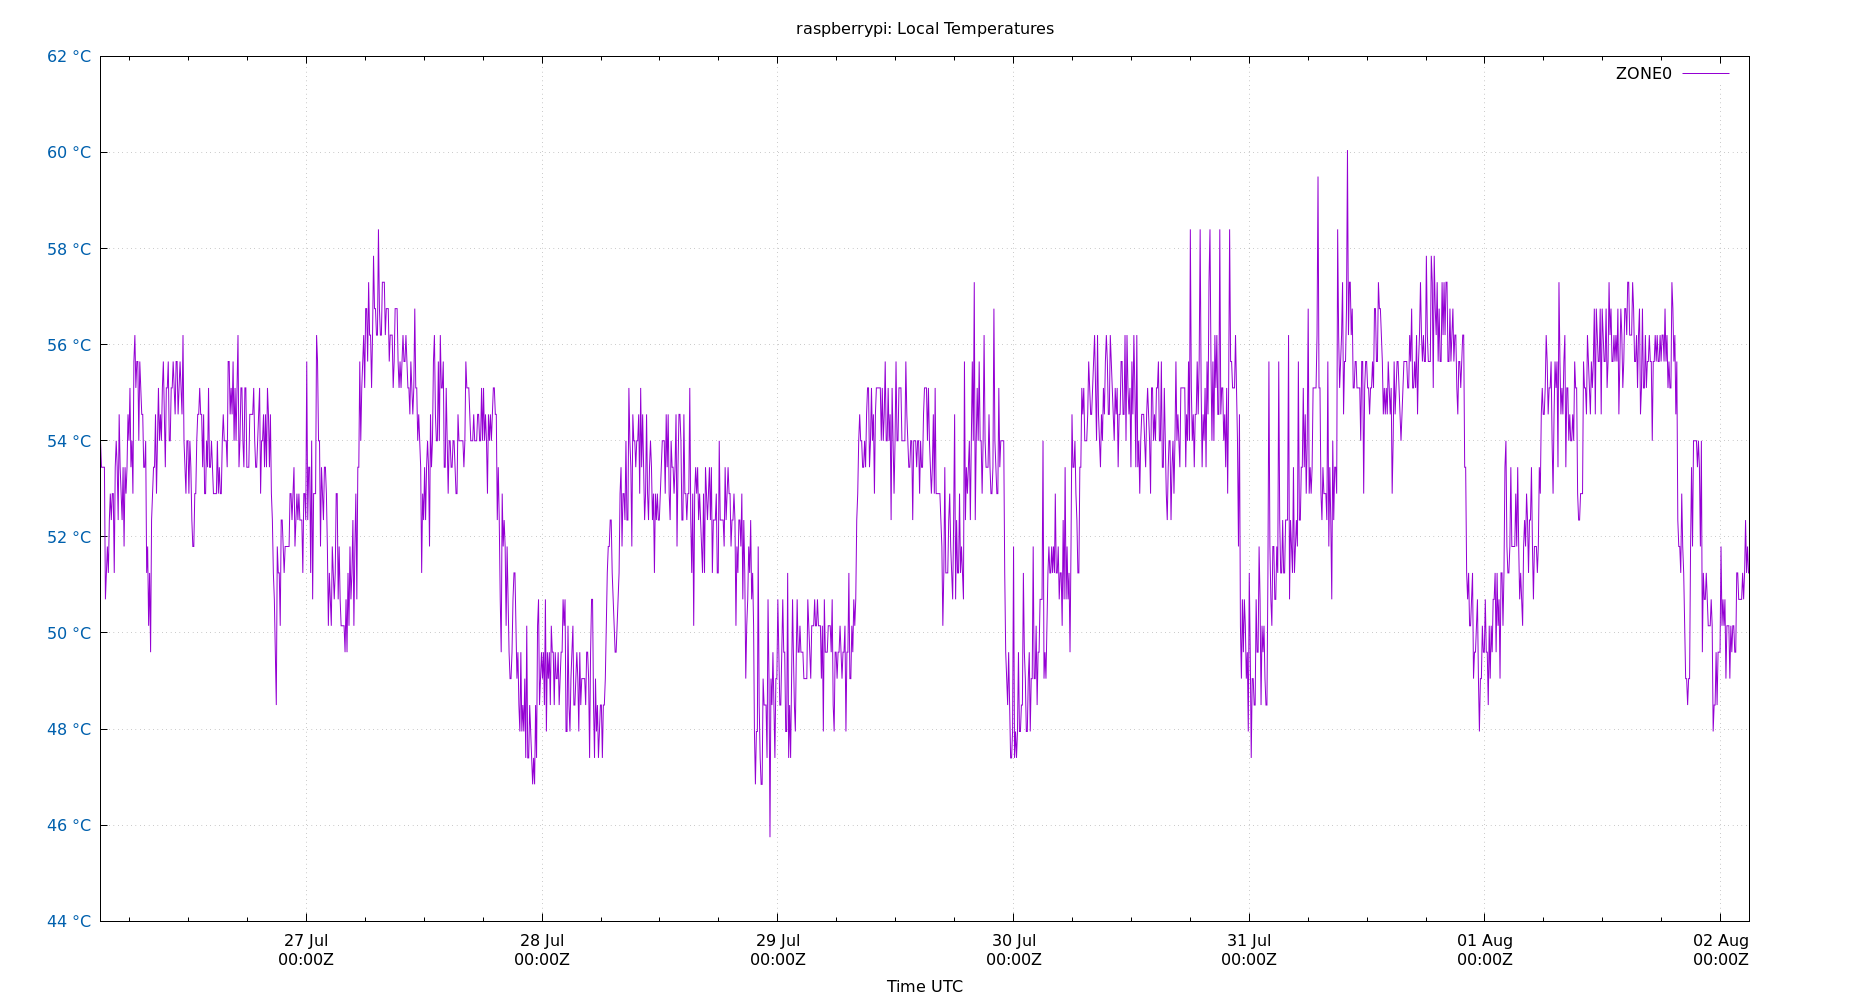 raspberrypi: Local Temperatures
62 °C
ZONE0
60 °C
58 °C
56 °C
54 °C
52 °C
50 °C
48 °C
46 °C
44 °C
27 Jul
00:00Z
28 Jul
00:00Z
29 Jul
00:00Z
30 Jul
00:00Z
31 Jul
00:00Z
01 Aug
00:00Z
02 Aug
00:00Z
Time UTC